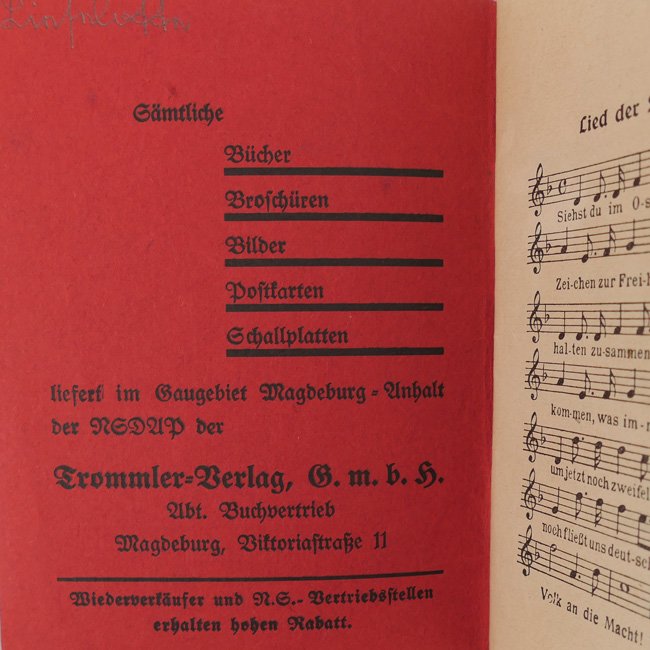 Sämtliche
Bücher
Broschüren
Bilder
Postkarten
Schallplatten
liefert im Gaugebiet Magdeburg-Anhalt
der NSDAP der
Trommler-Verlag, G. m. b. H.
Abt. Buchvertrieb
Magdeburg, Viktoriastraße 11
Wiederverkäufer und N.S.-Vertriebsstellen
erhalten hohen Rabatt.
Lied der
Siehst du im O-s
Zei-chen zur Frei-h
hal-ten zu-sammen
kom-men, was im-
um jetzt noch zweifel
noch fließt uns deut-sch
Volk an die Macht!